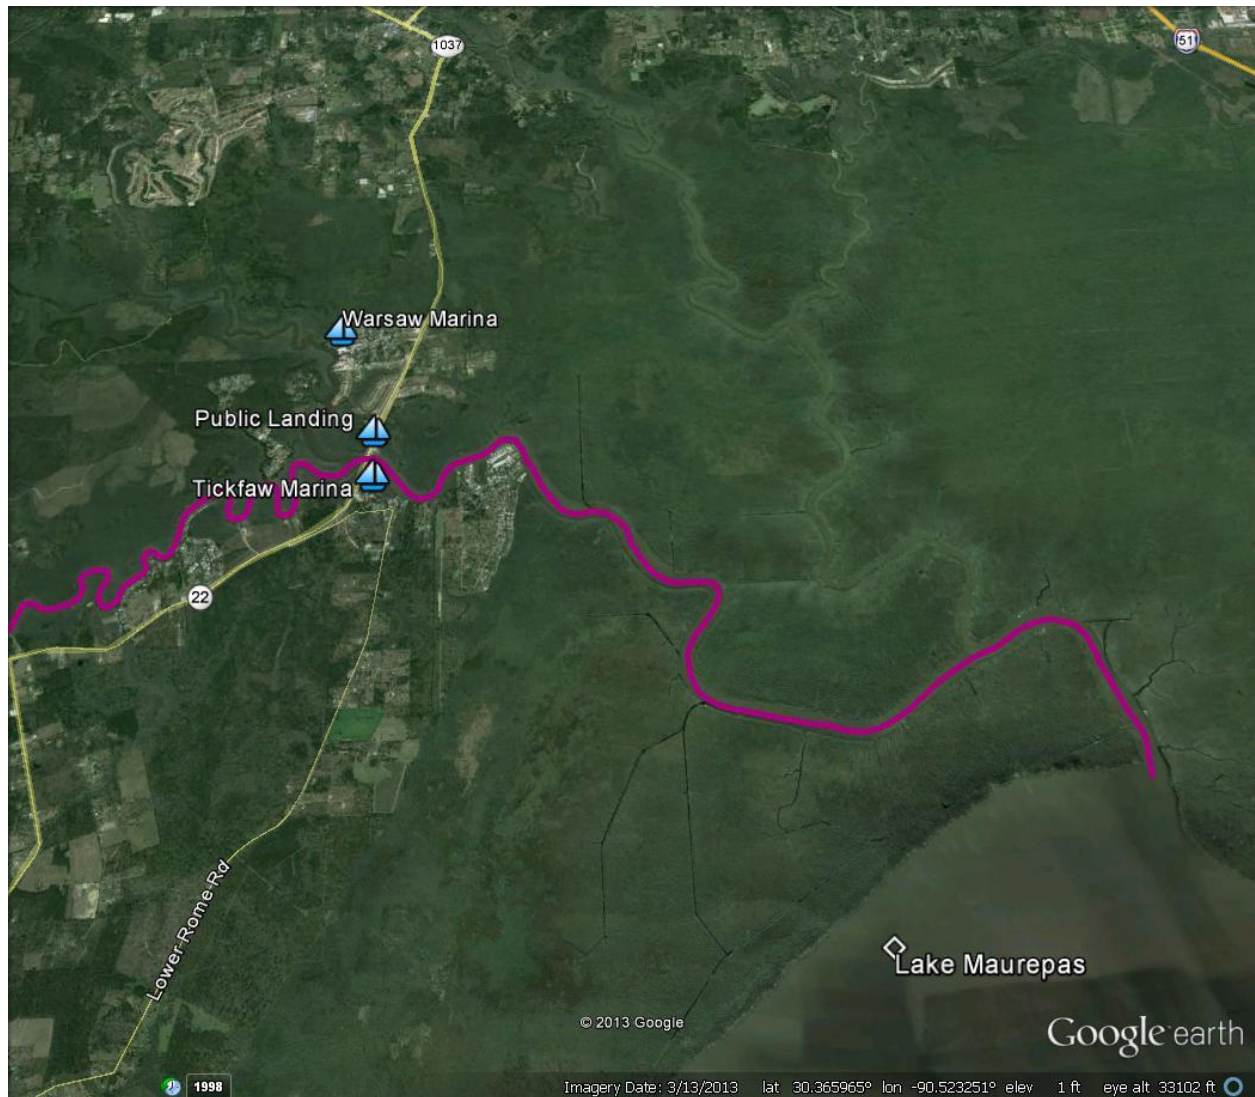 1037
51
Warsaw Marina
Public Landing
Tickfaw Marina
22
Lower Rome Rd
Lake Maurepas
© 2013 Google
Google earth
1998
Imagery Date: 3/13/2013 lat 30.365965° lon -90.523251° elev 1 ft eye alt 33102 ft